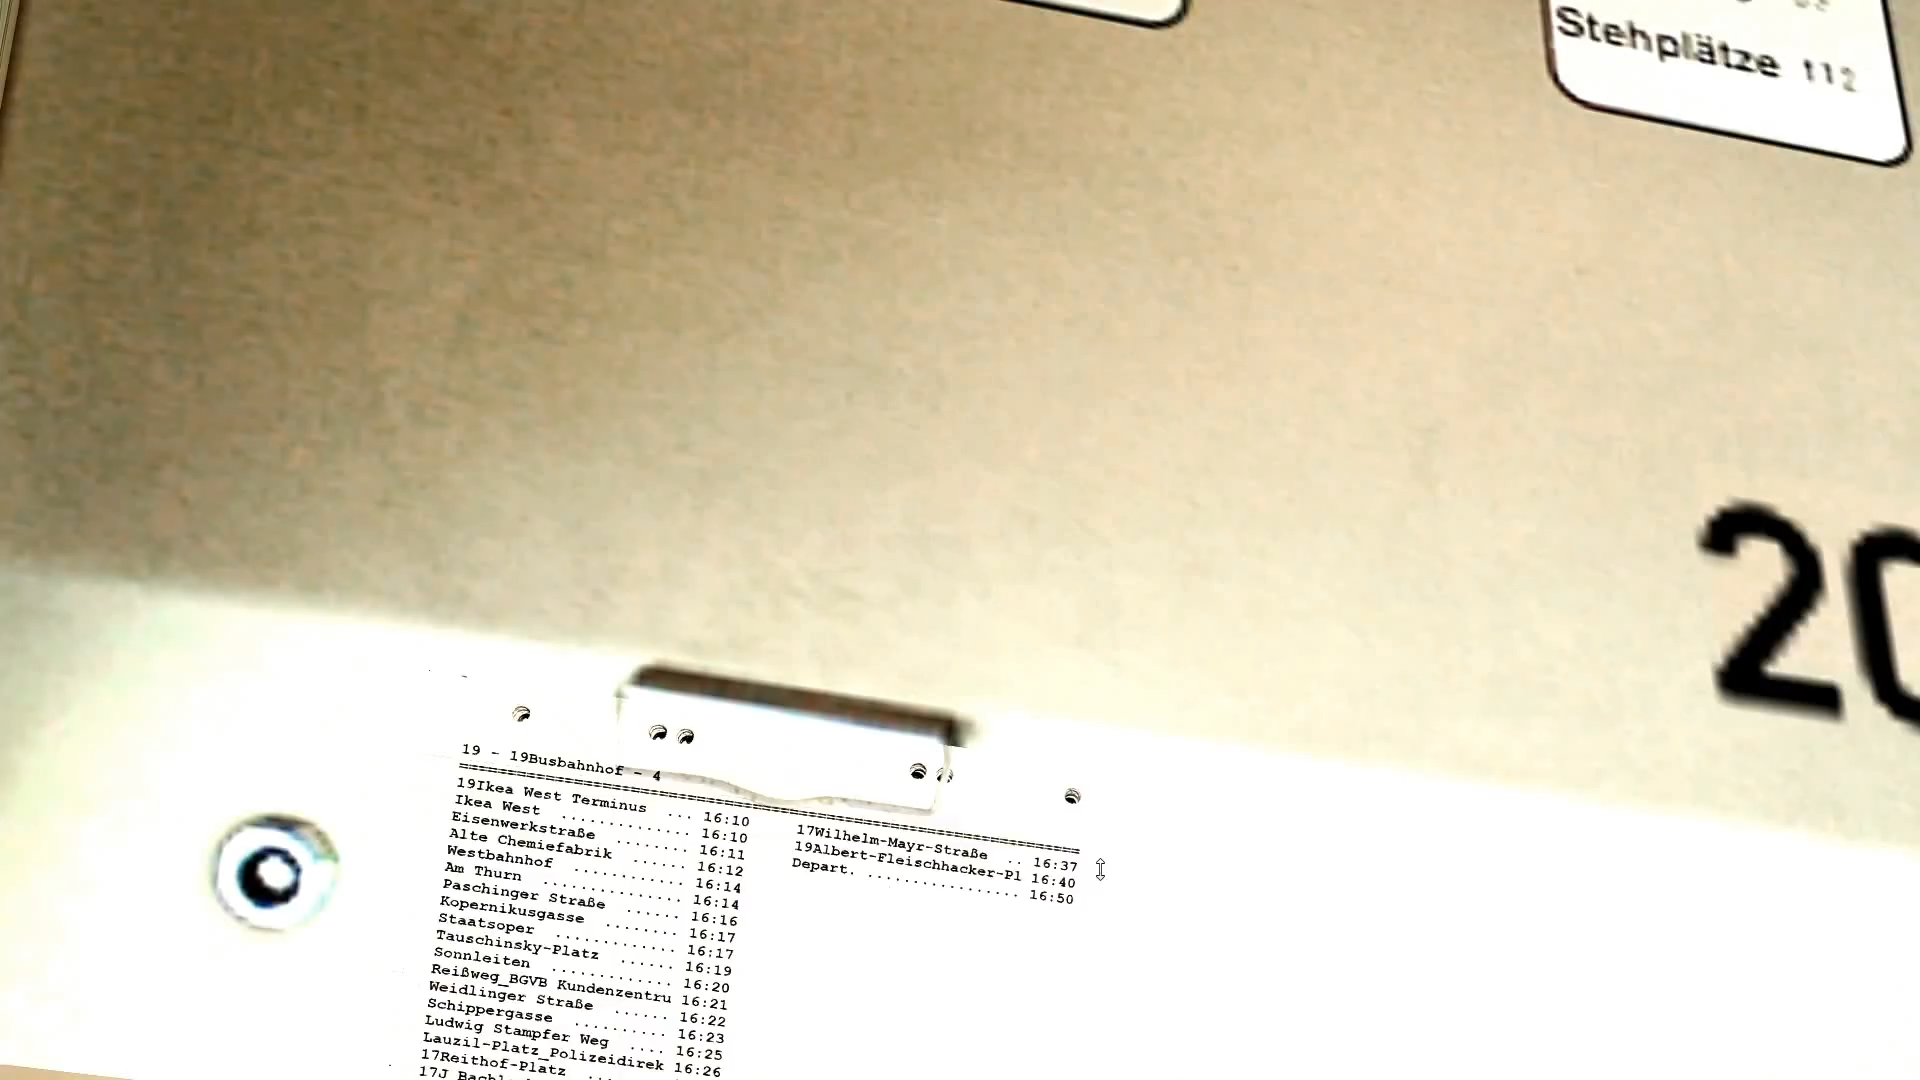 Stehplätze 112
20
19 - 19Busbahnhof - 4
19Ikea West Terminus ... 16:10
Ikea West .............. 16:10
Eisenwerkstraße ........ 16:11
Alte Chemiefabrik ...... 16:12
Westbahnhof ............ 16:14
Am Thurn ............... 16:14
Paschinger Straße ...... 16:16
Kopernikusgasse ........ 16:17
Staatsoper ............. 16:17
Tauschinsky-Platz ...... 16:19
Sonnleiten ............. 16:20
Reißweg_BGVB Kundenzentru 16:21
Weidlinger Straße ...... 16:22
Schippergasse .......... 16:23
Ludwig Stampfer Weg .... 16:25
Lauzil-Platz_Polizeidirek 16:26
17Reithof-Platz
17J
17Wilhelm-Mayr-Straße .. 16:37
19Albert-Fleischhacker-Pl 16:40
Depart. ................ 16:50